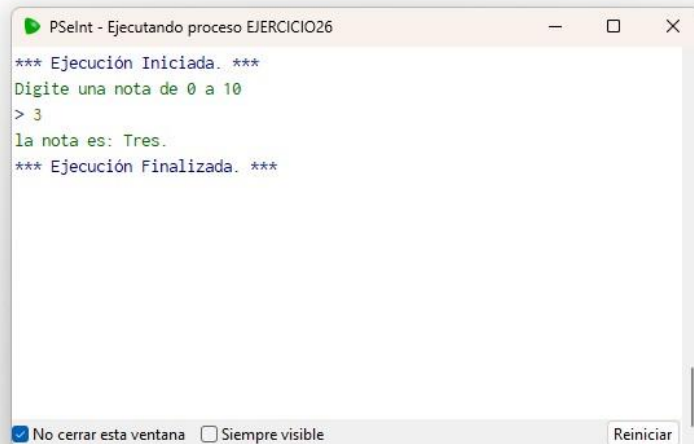 PSeInt - Ejecutando proceso EJERCICIO26
*** Ejecución Iniciada. ***
Digite una nota de 0 a 10
> 3
la nota es: Tres.
*** Ejecución Finalizada. ***
No cerrar esta ventana Siempre visible Reiniciar